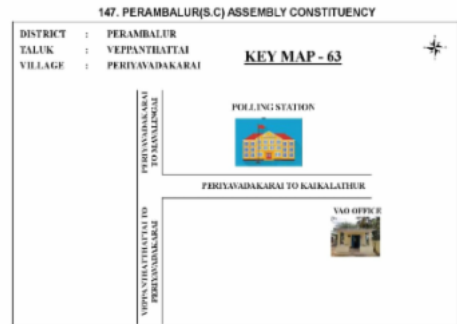 147. PERAMBALUR(S.C) ASSEMBLY CONSTITUENCY
DISTRICT : PERAMBALUR
TALUK : VEPPANTHATTAI
VILLAGE : PERIYAVADAKARAI
KEY MAP - 63
POLLING STATION
PERIYAVADAKARAI
TO MAVALINGAI
PERIYAVADAKARAI TO KAIKALATHUR
VAO OFFICE
VEPPANTHATTHATTAI TO
PERIYAVADAKARAI